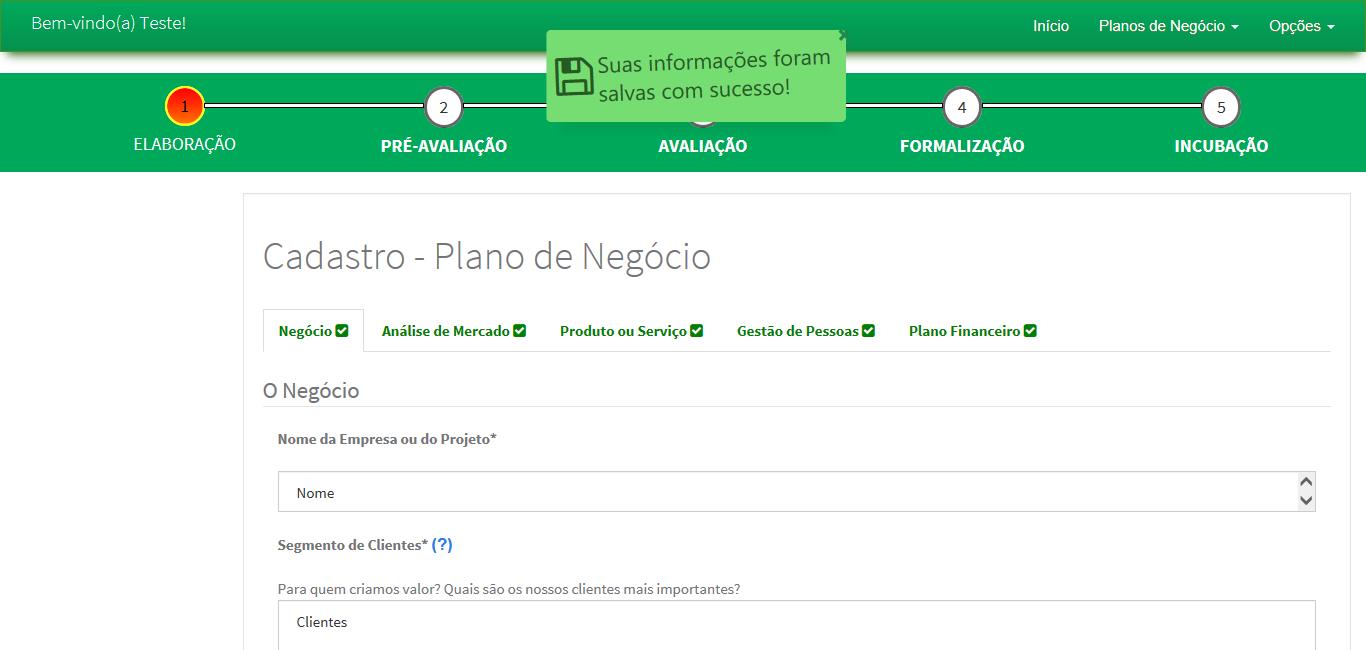 Bem-vindo(a) Teste!
Início Planos de Negócio Opções
Suas informações foram
salvas com sucesso!
1 2 4 5
ELABORAÇÃO PRÉ-AVALIAÇÃO AVALIAÇÃO FORMALIZAÇÃO INCUBAÇÃO
Cadastro - Plano de Negócio
Negócio Análise de Mercado Produto ou Serviço Gestão de Pessoas Plano Financeiro
O Negócio
Nome da Empresa ou do Projeto*
Nome
Segmento de Clientes* (?)
Para quem criamos valor? Quais são os nossos clientes mais importantes?
Clientes